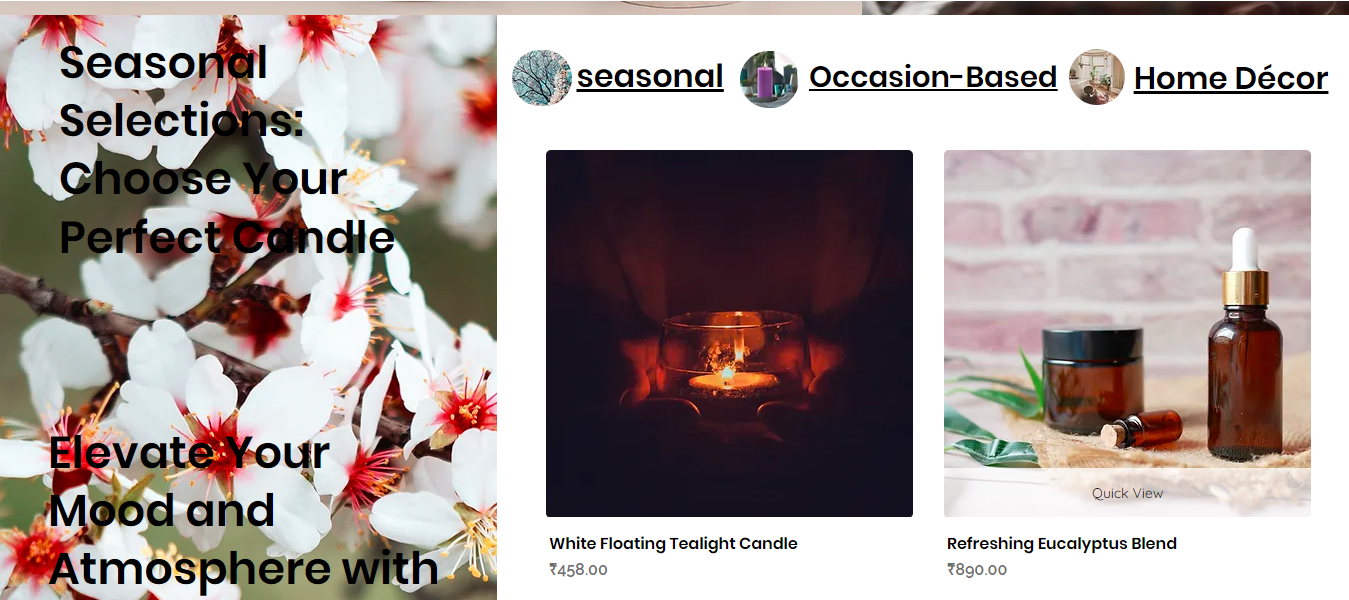 Seasonal
Selections:
Choose Your
Perfect Candle
Elevate Your
Mood and
Atmosphere with
seasonal
Occasion-Based
Home Décor
Quick View
White Floating Tealight Candle
₹458.00
Refreshing Eucalyptus Blend
₹890.00